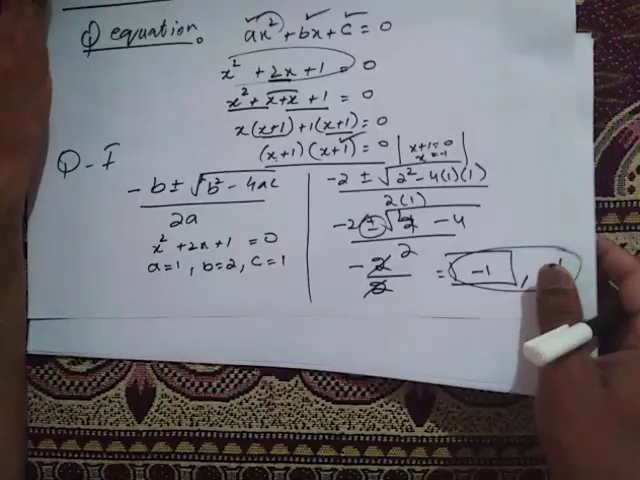 Q equation.
ax² + bx + c = 0
x² + 2x + 1 = 0
x² + x + x + 1 = 0
x(x+1) + 1(x+1) = 0
(x+1)(x+1) = 0
x+1=0
x=-1
Q-F
-b ± √b² - 4ac
2a
x² + 2x + 1 = 0
a=1, b=2, c=1
-2 ± √2² - 4(1)(1)
2(1)
-2 ± √4 - 4
2
-2
2
= -1 ,